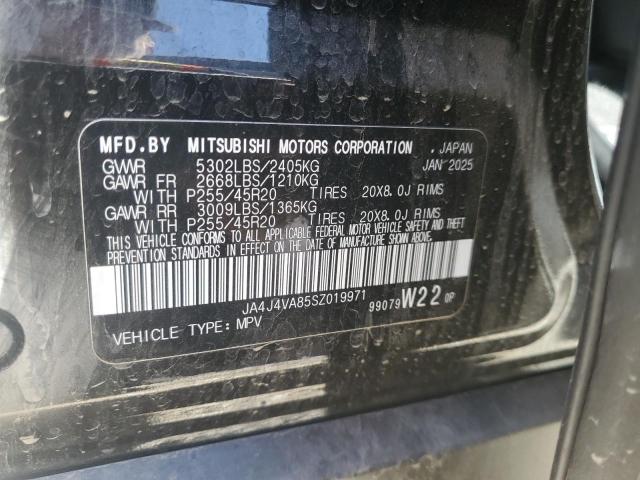 MFD.BY MITSUBISHI MOTORS CORPORATION , JAPAN
GVWR 5302LBS/2405KG JAN 2025
GAWR FR 2668LBS/1210KG
WITH P255/45R20 TIRES 20X8.0J RIMS
GAWR RR 3009LBS/1365KG
WITH P255/45R20 TIRES 20X8.0J RIMS
THIS VEHICLE CONFORMS TO ALL APPLICABLE FEDERAL MOTOR VEHICLE SAFETY AND THEFT
PREVENTION STANDARDS IN EFFECT ON THE DATE OF MANUFACTURE SHOWN ABOVE.
JA4J4VA85SZ019971
99079 W22 0P
VEHICLE TYPE: MPV